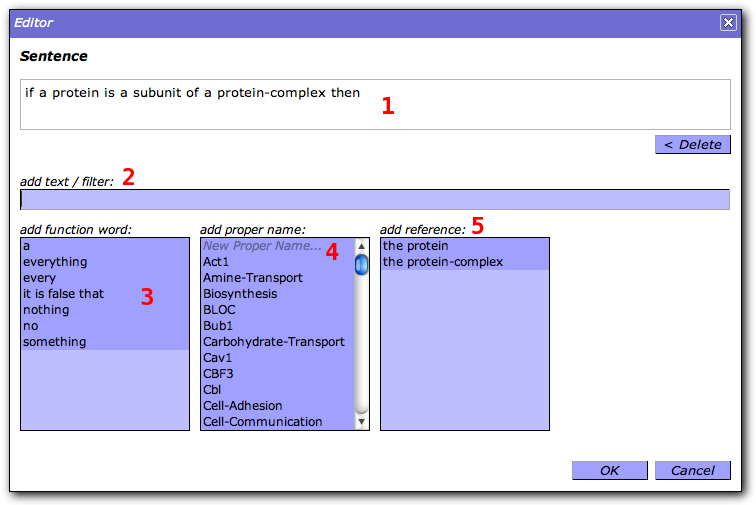 Editor
Sentence
if a protein is a subunit of a protein-complex then
1
< Delete
add text / filter: 2
add function word:
a
everything
every
it is false that
nothing
no
something
3
add proper name:
New Proper Name...
Act1
Amine-Transport
Biosynthesis
BLOC
Bub1
Carbohydrate-Transport
Cav1
CBF3
Cbl
Cell-Adhesion
Cell-Communication
4
add reference: 5
the protein
the protein-complex
OK
Cancel